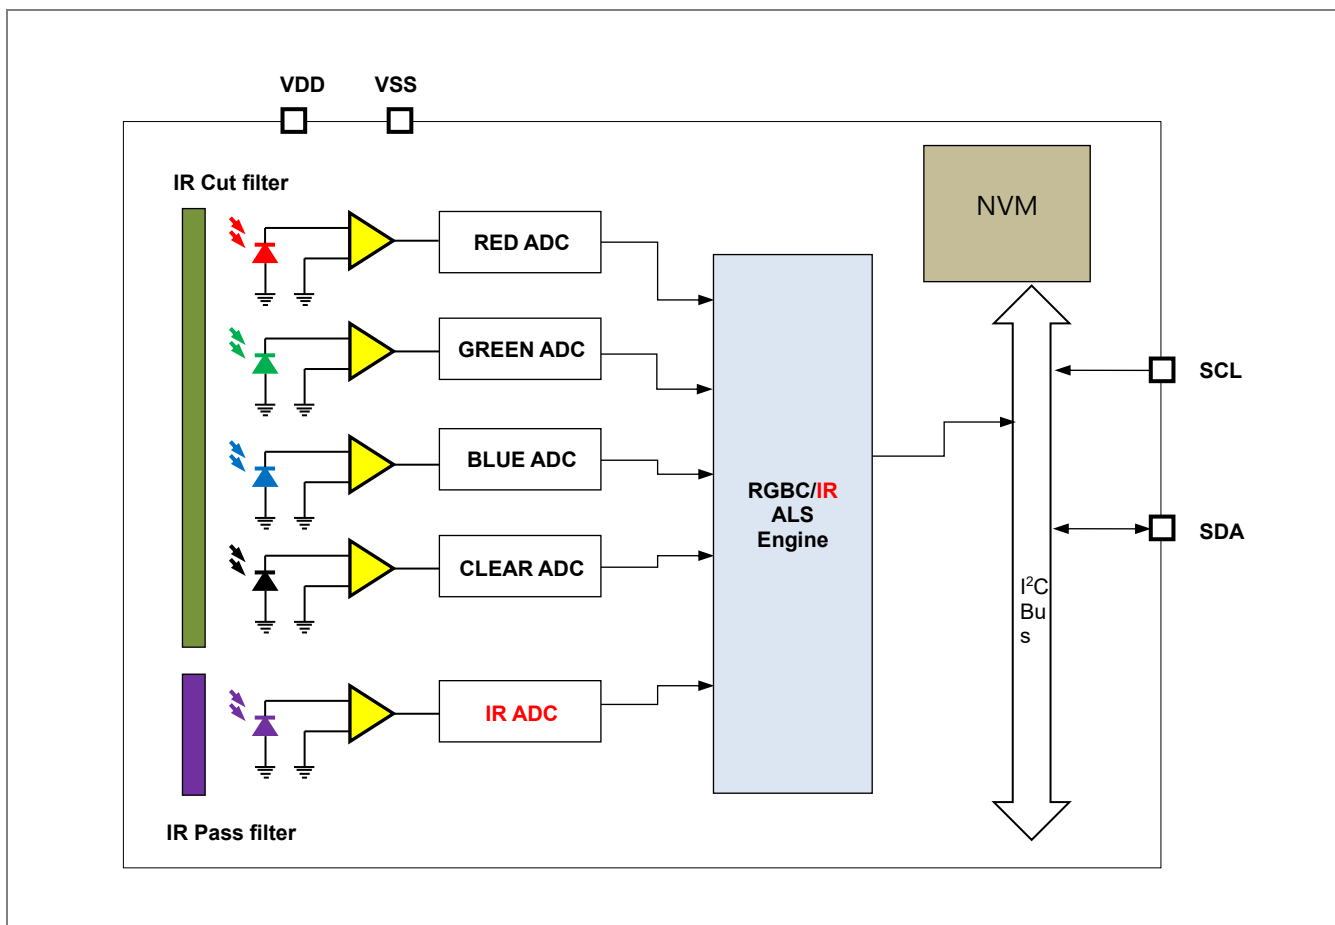 VDD
VSS
IR Cut filter
NVM
RED ADC
GREEN ADC
SCL
BLUE ADC
RGBC/IR
ALS
Engine
SDA
CLEAR ADC
I²C
Bu
s
IR ADC
IR Pass filter